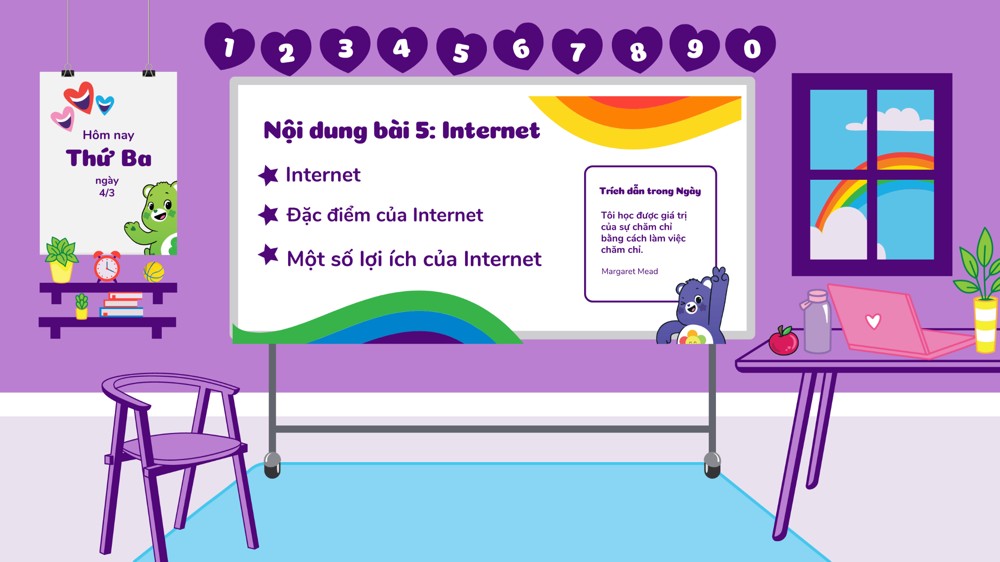 1 2 3 4 5 6 7 8 9 0
Hôm nay
Thứ Ba
ngày
4/3
Nội dung bài 5: Internet
Internet
Đặc điểm của Internet
Một số lợi ích của Internet
Trích dẫn trong Ngày
Tôi học được giá trị
của sự chăm chỉ
bằng cách làm việc
chăm chỉ.
Margaret Mead